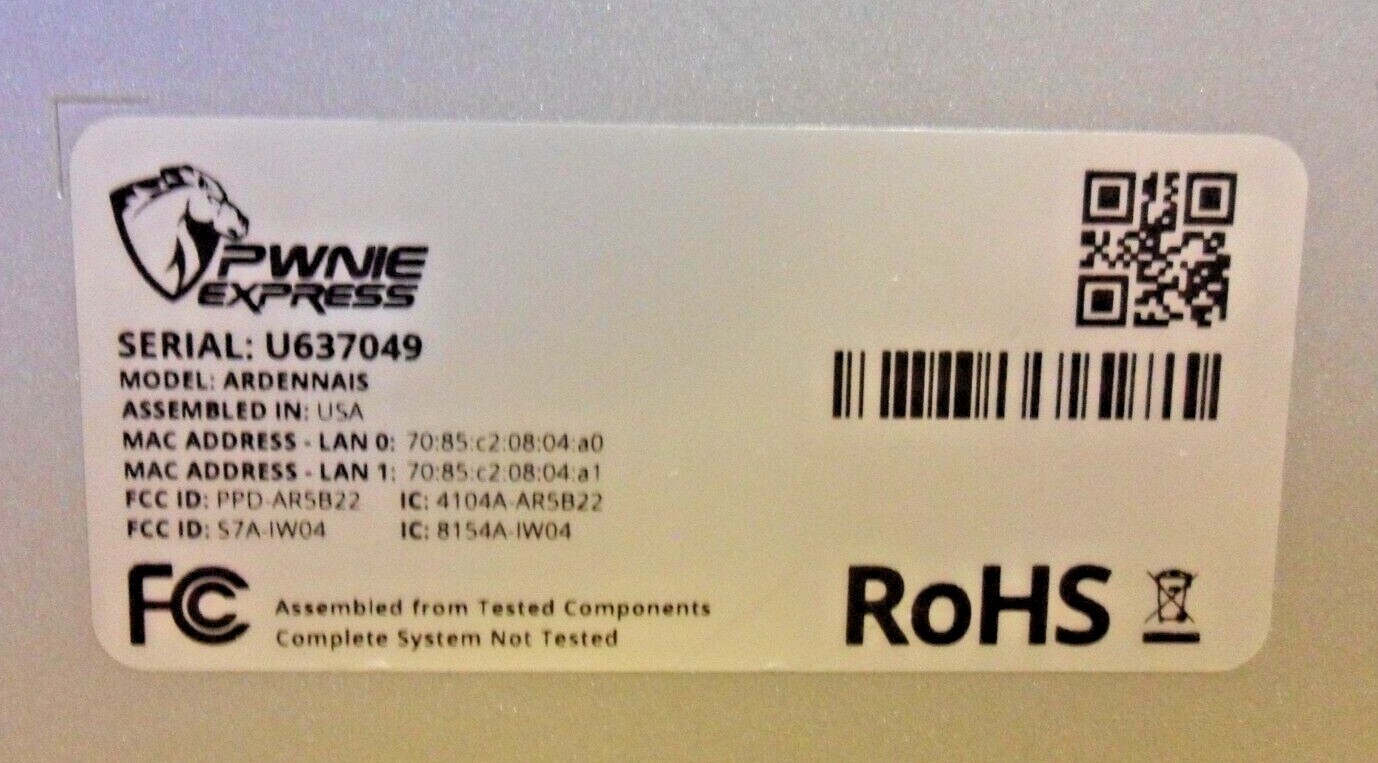 PWNIE
EXPRESS
SERIAL: U637049
MODEL: ARDENNAIS
ASSEMBLED IN: USA
MAC ADDRESS - LAN 0: 70:85:c2:08:04:a0
MAC ADDRESS - LAN 1: 70:85:c2:08:04:a1
FCC ID: PPD-AR5B22 IC: 4104A-AR5B22
FCC ID: S7A-IW04 IC: 8154A-IW04
FC Assembled from Tested Components
Complete System Not Tested
RoHS